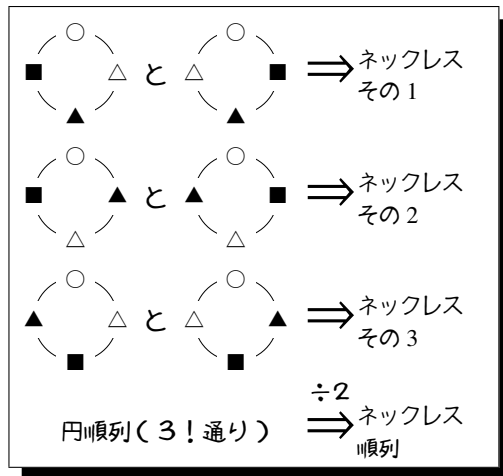 と ⇒ ネックレス
その 1
と ⇒ ネックレス
その 2
と ⇒ ネックレス
その 3
÷2
円順列(3!通り) ⇒ ネックレス
順列